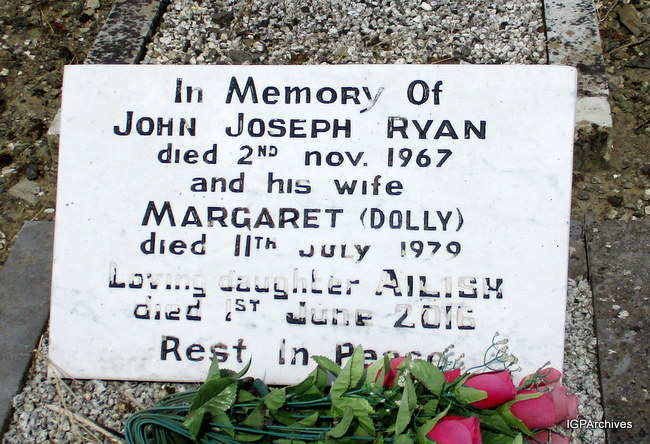 In Memory Of
JOHN JOSEPH RYAN
died 2ND nov. 1967
and his wife
MARGARET (DOLLY)
died 11TH July 1979
Loving daughter AILISH
died 1ST June 2016
Rest In Peace
IGPArchives